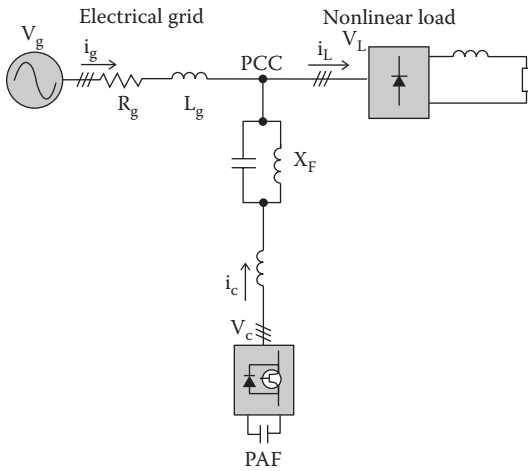 Electrical grid
Nonlinear load
V_g
i_g
R_g
L_g
PCC
i_L
V_L
X_F
i_c
V_c
PAF